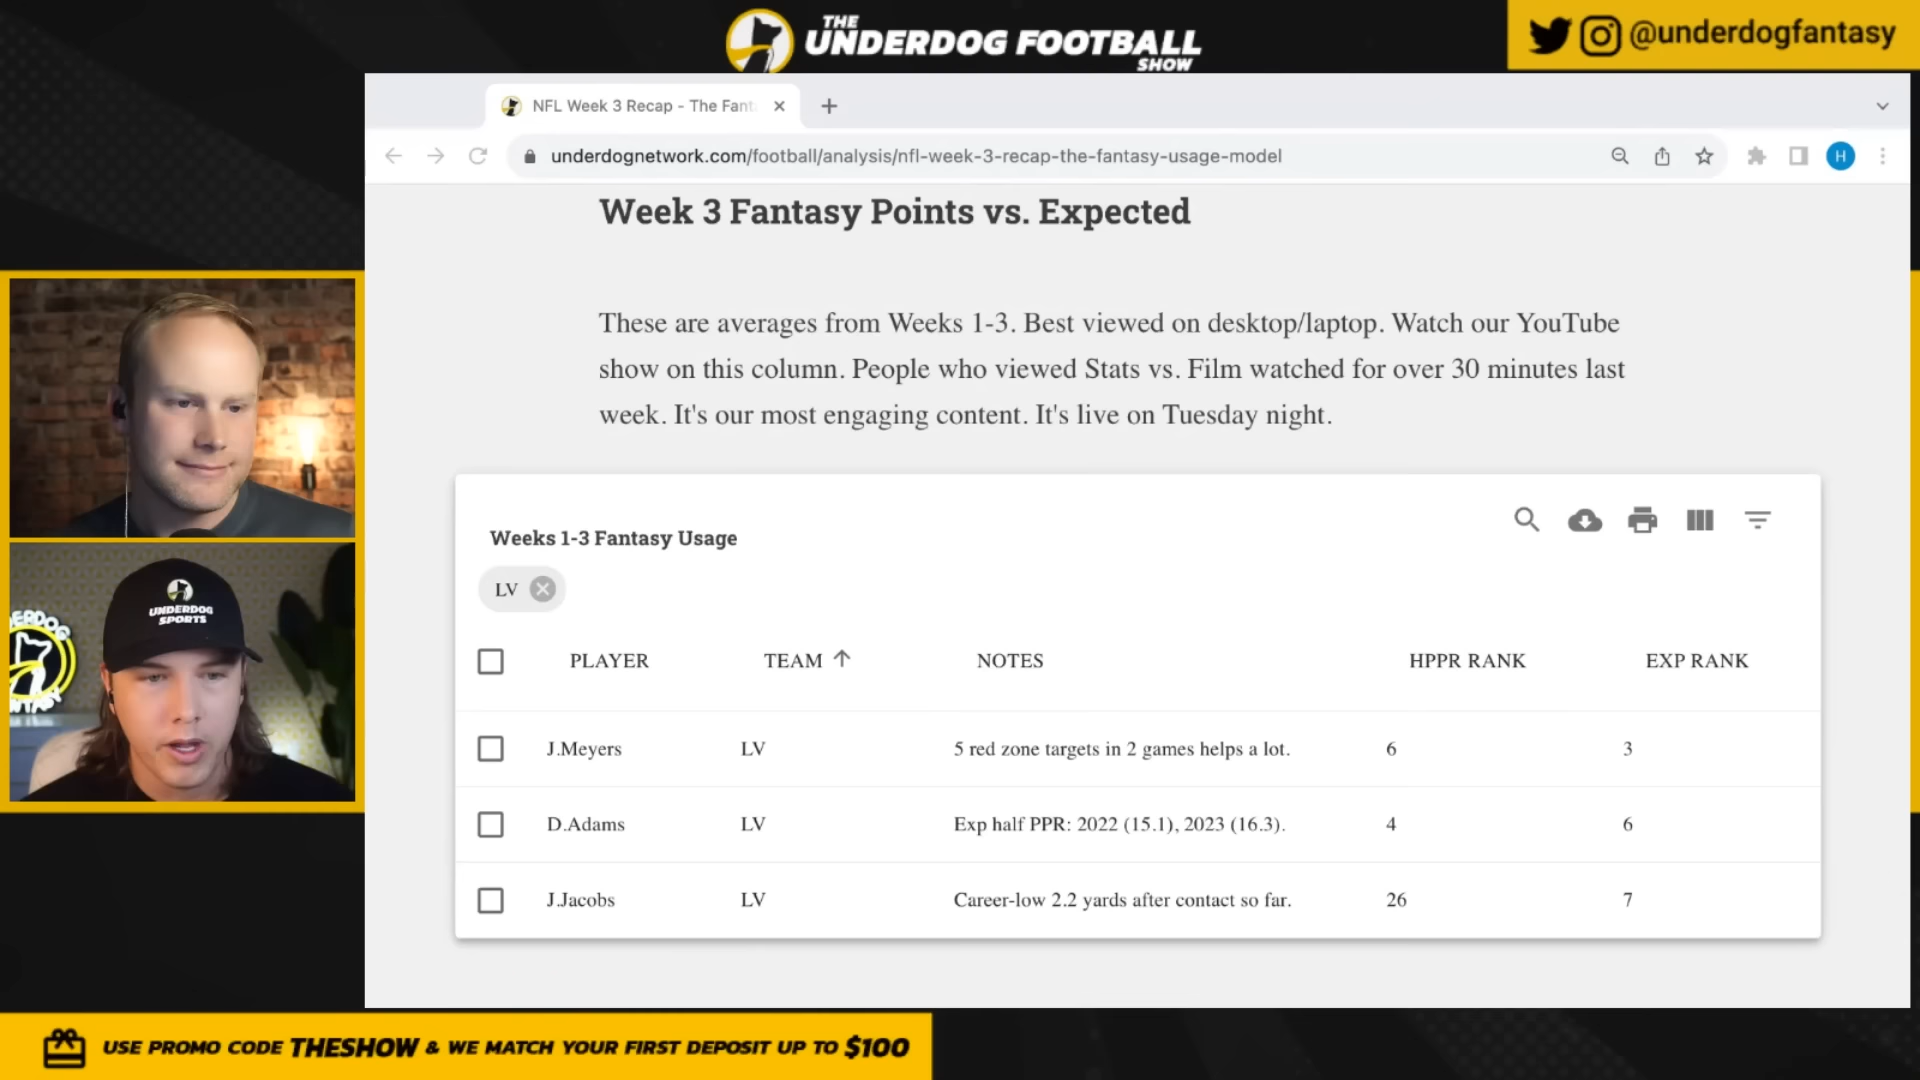 THE
UNDERDOG FOOTBALL
SHOW
@underdogfantasy
NFL Week 3 Recap - The Fant
underdognetwork.com/football/analysis/nfl-week-3-recap-the-fantasy-usage-model
H
Week 3 Fantasy Points vs. Expected
These are averages from Weeks 1-3. Best viewed on desktop/laptop. Watch our YouTube
show on this column. People who viewed Stats vs. Film watched for over 30 minutes last
week. It's our most engaging content. It's live on Tuesday night.
Weeks 1-3 Fantasy Usage
LV
PLAYER TEAM NOTES HPPR RANK EXP RANK
J.Meyers LV 5 red zone targets in 2 games helps a lot. 6 3
D.Adams LV Exp half PPR: 2022 (15.1), 2023 (16.3). 4 6
J.Jacobs LV Career-low 2.2 yards after contact so far. 26 7
UNDERDOG
SPORTS
USE PROMO CODE THESHOW & WE MATCH YOUR FIRST DEPOSIT UP TO $100